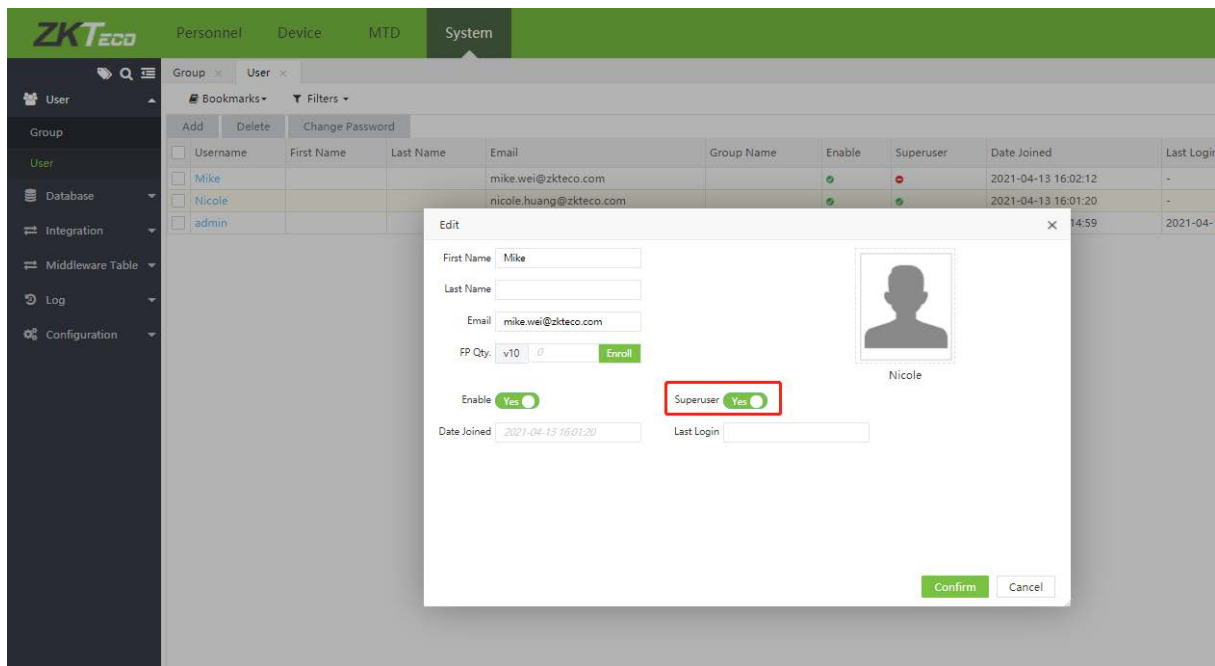 ZKTeco Personnel Device MTD System
Group × User ×
User Bookmarks Filters
Group Add Delete Change Password
Username First Name Last Name Email Group Name Enable Superuser Date Joined Last Login
User
Mike mike.wei@zkteco.com 2021-04-13 16:02:12 -
Database Nicole nicole.huang@zkteco.com 2021-04-13 16:01:20 -
admin 14:59 2021-04-
Integration
Middleware Table
Log
Configuration
Edit ×
First Name Mike
Last Name
Email mike.wei@zkteco.com
FP Qty. v10 0 Enroll
Nicole
Enable Yes Superuser Yes
Date Joined 2021-04-13 16:01:20 Last Login
Confirm Cancel